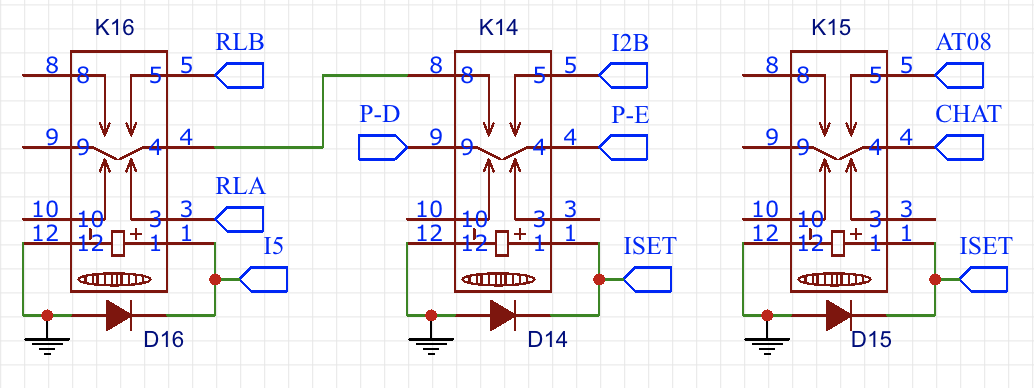 K16 K14 K15
RLB I2B AT08
8 8 5 5 8 8 5 5 8 8 5 5
P-D P-E CHAT
9 9 4 4 9 9 4 4 9 9 4 4
RLA
10 10 3 3 10 10 3 3 10 10 3 3
12 12 - + 1 1 12 12 - + 1 1 12 12 - + 1 1
I5 ISET ISET
D16 D14 D15